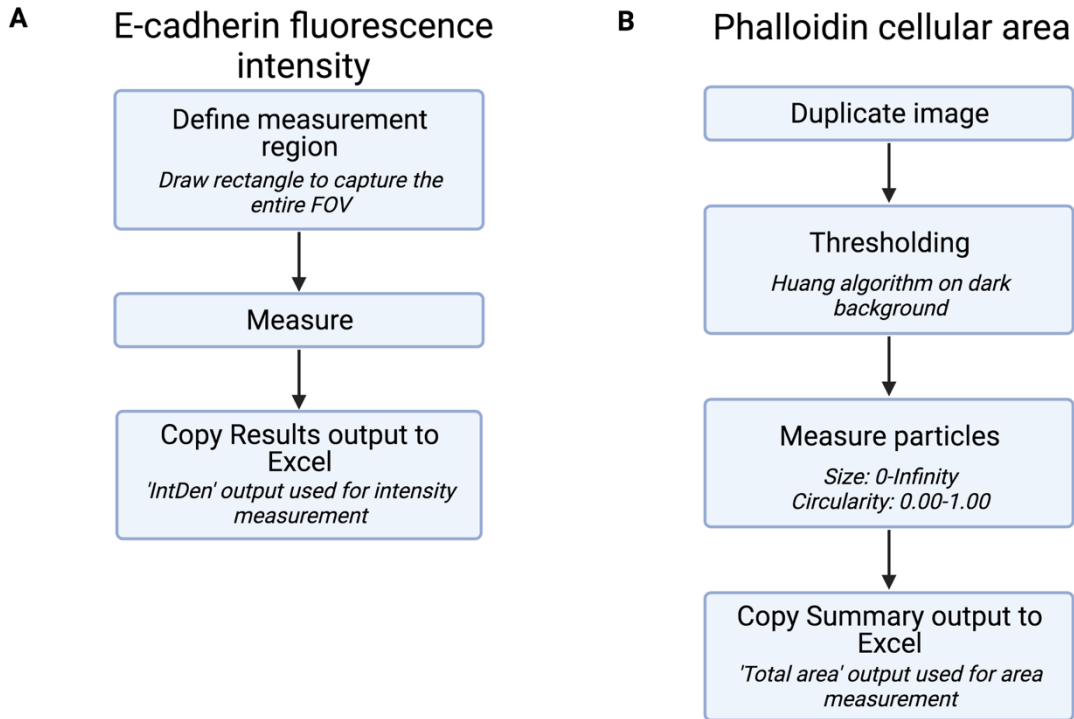 A
E-cadherin fluorescence
intensity
Define measurement
region
Draw rectangle to capture the
entire FOV
Measure
Copy Results output to
Excel
'IntDen' output used for intensity
measurement
B
Phalloidin cellular area
Duplicate image
Thresholding
Huang algorithm on dark
background
Measure particles
Size: 0-Infinity
Circularity: 0.00-1.00
Copy Summary output to
Excel
'Total area' output used for area
measurement